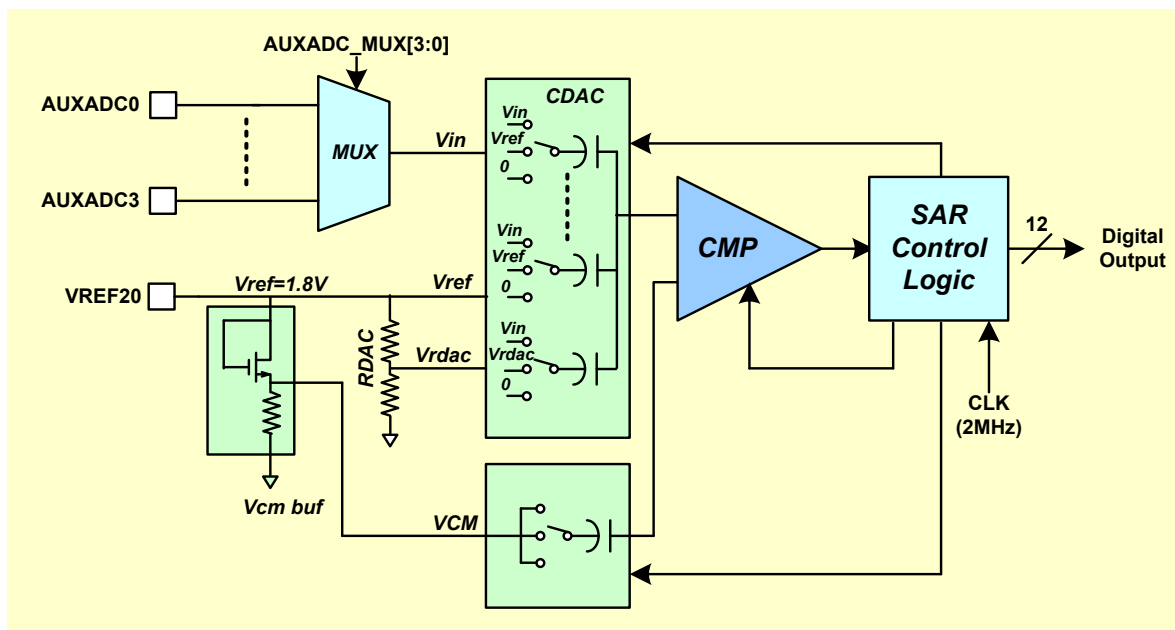 AUXADC_MUX[3:0]
AUXADC0
AUXADC3
MUX
Vin
CDAC
Vin
Vref
0
Vin
Vref
0
Vin
Vrdac
0
CMP
SAR
Control
Logic
12
Digital
Output
VREF20
Vref=1.8V
Vref
RDAC
Vrdac
CLK
(2MHz)
Vcm buf
VCM